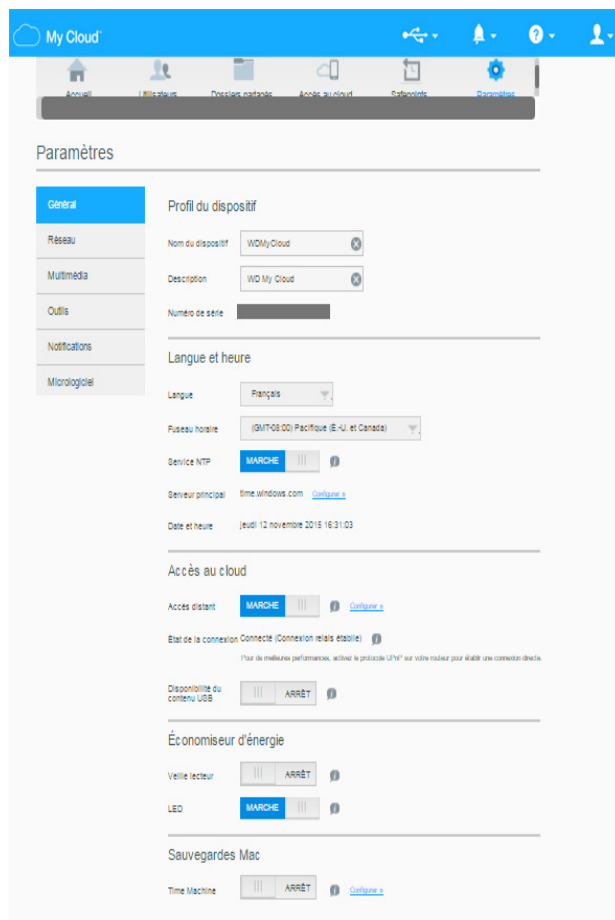 My Cloud
Accueil Utilisateurs Dossiers partagés Accès au cloud Safepoints Paramètres
Paramètres
Général
Réseau
Multimédia
Outils
Notifications
Micrologiciel
Profil du dispositif
Nom du dispositif WDMyCloud
Description WD My Cloud
Numéro de série
Langue et heure
Langue Français
Fuseau horaire (GMT-08:00) Pacifique (É.-U. et Canada)
Service NTP MARCHE
Serveur principal time.windows.com Configurer »
Date et heure jeudi 12 novembre 2015 16:31:03
Accès au cloud
Accès distant MARCHE Configurer »
État de la connexion Connecté (Connexion relais établie)
Pour de meilleures performances, activez le protocole UPnP sur votre routeur pour établir une connexion directe.
Disponibilité du
contenu USB ARRÊT
Économiseur d'énergie
Veille lecteur ARRÊT
LED MARCHE
Sauvegardes Mac
Time Machine ARRÊT Configurer »